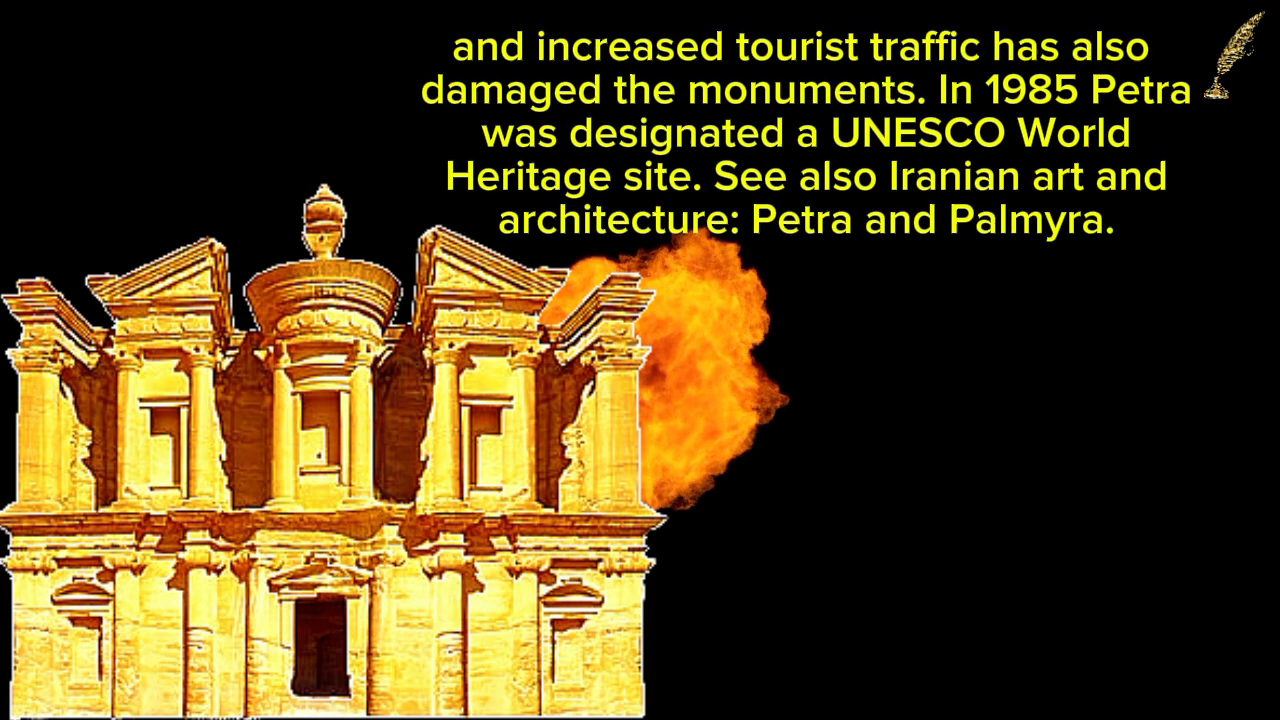 and increased tourist traffic has also
damaged the monuments. In 1985 Petra
was designated a UNESCO World
Heritage site. See also Iranian art and
architecture: Petra and Palmyra.